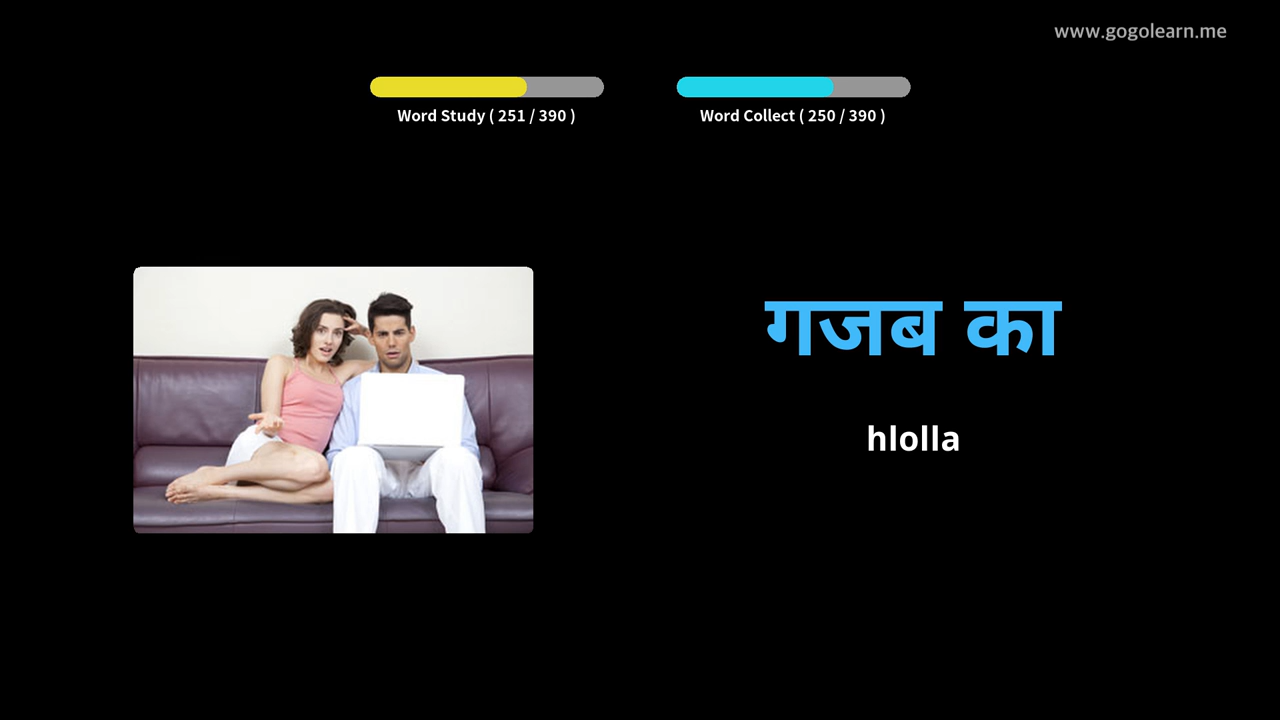 www.gogolearn.me
Word Study ( 251 / 390 )
Word Collect ( 250 / 390 )
गजब का
hlolla